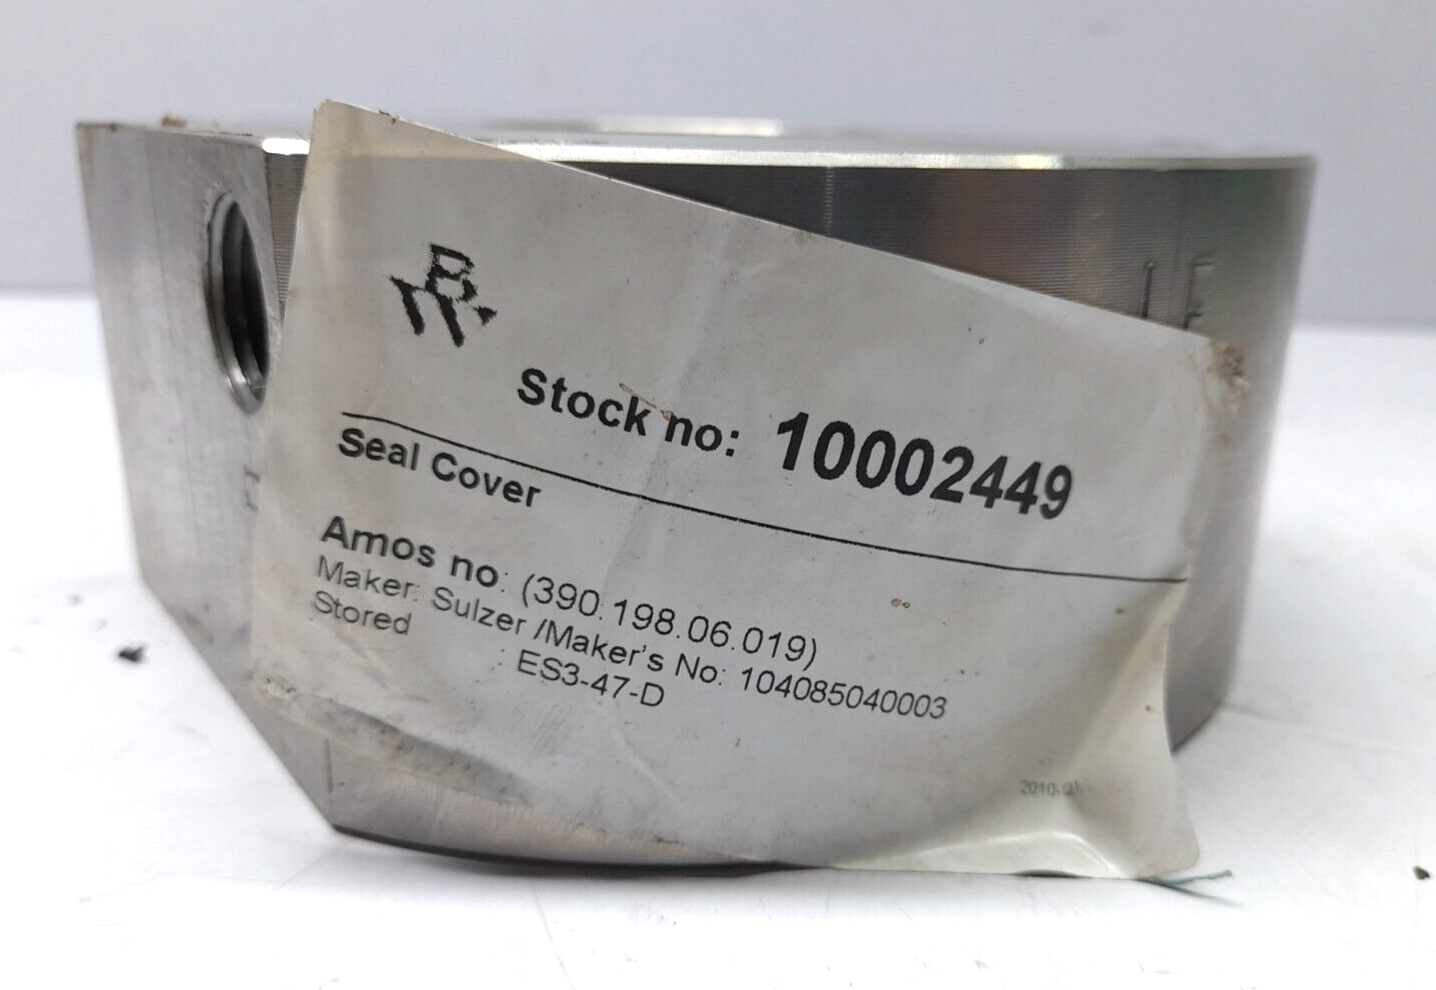 Stock no: 10002449
Seal Cover
Amos no: (390.198.06.019)
Maker: Sulzer /Maker's No: 104085040003
Stored : ES3-47-D
LE